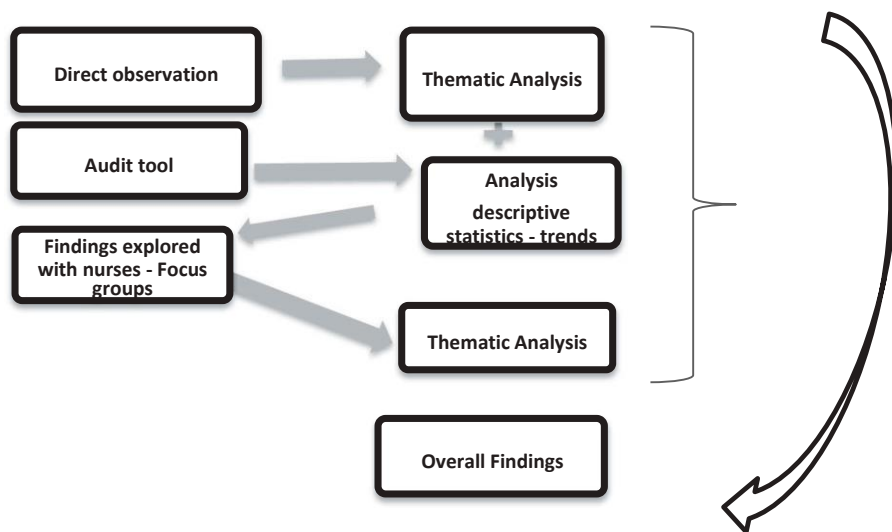 Direct observation
Thematic Analysis
Audit tool
Analysis
descriptive
statistics - trends
Findings explored
with nurses - Focus
groups
Thematic Analysis
Overall Findings